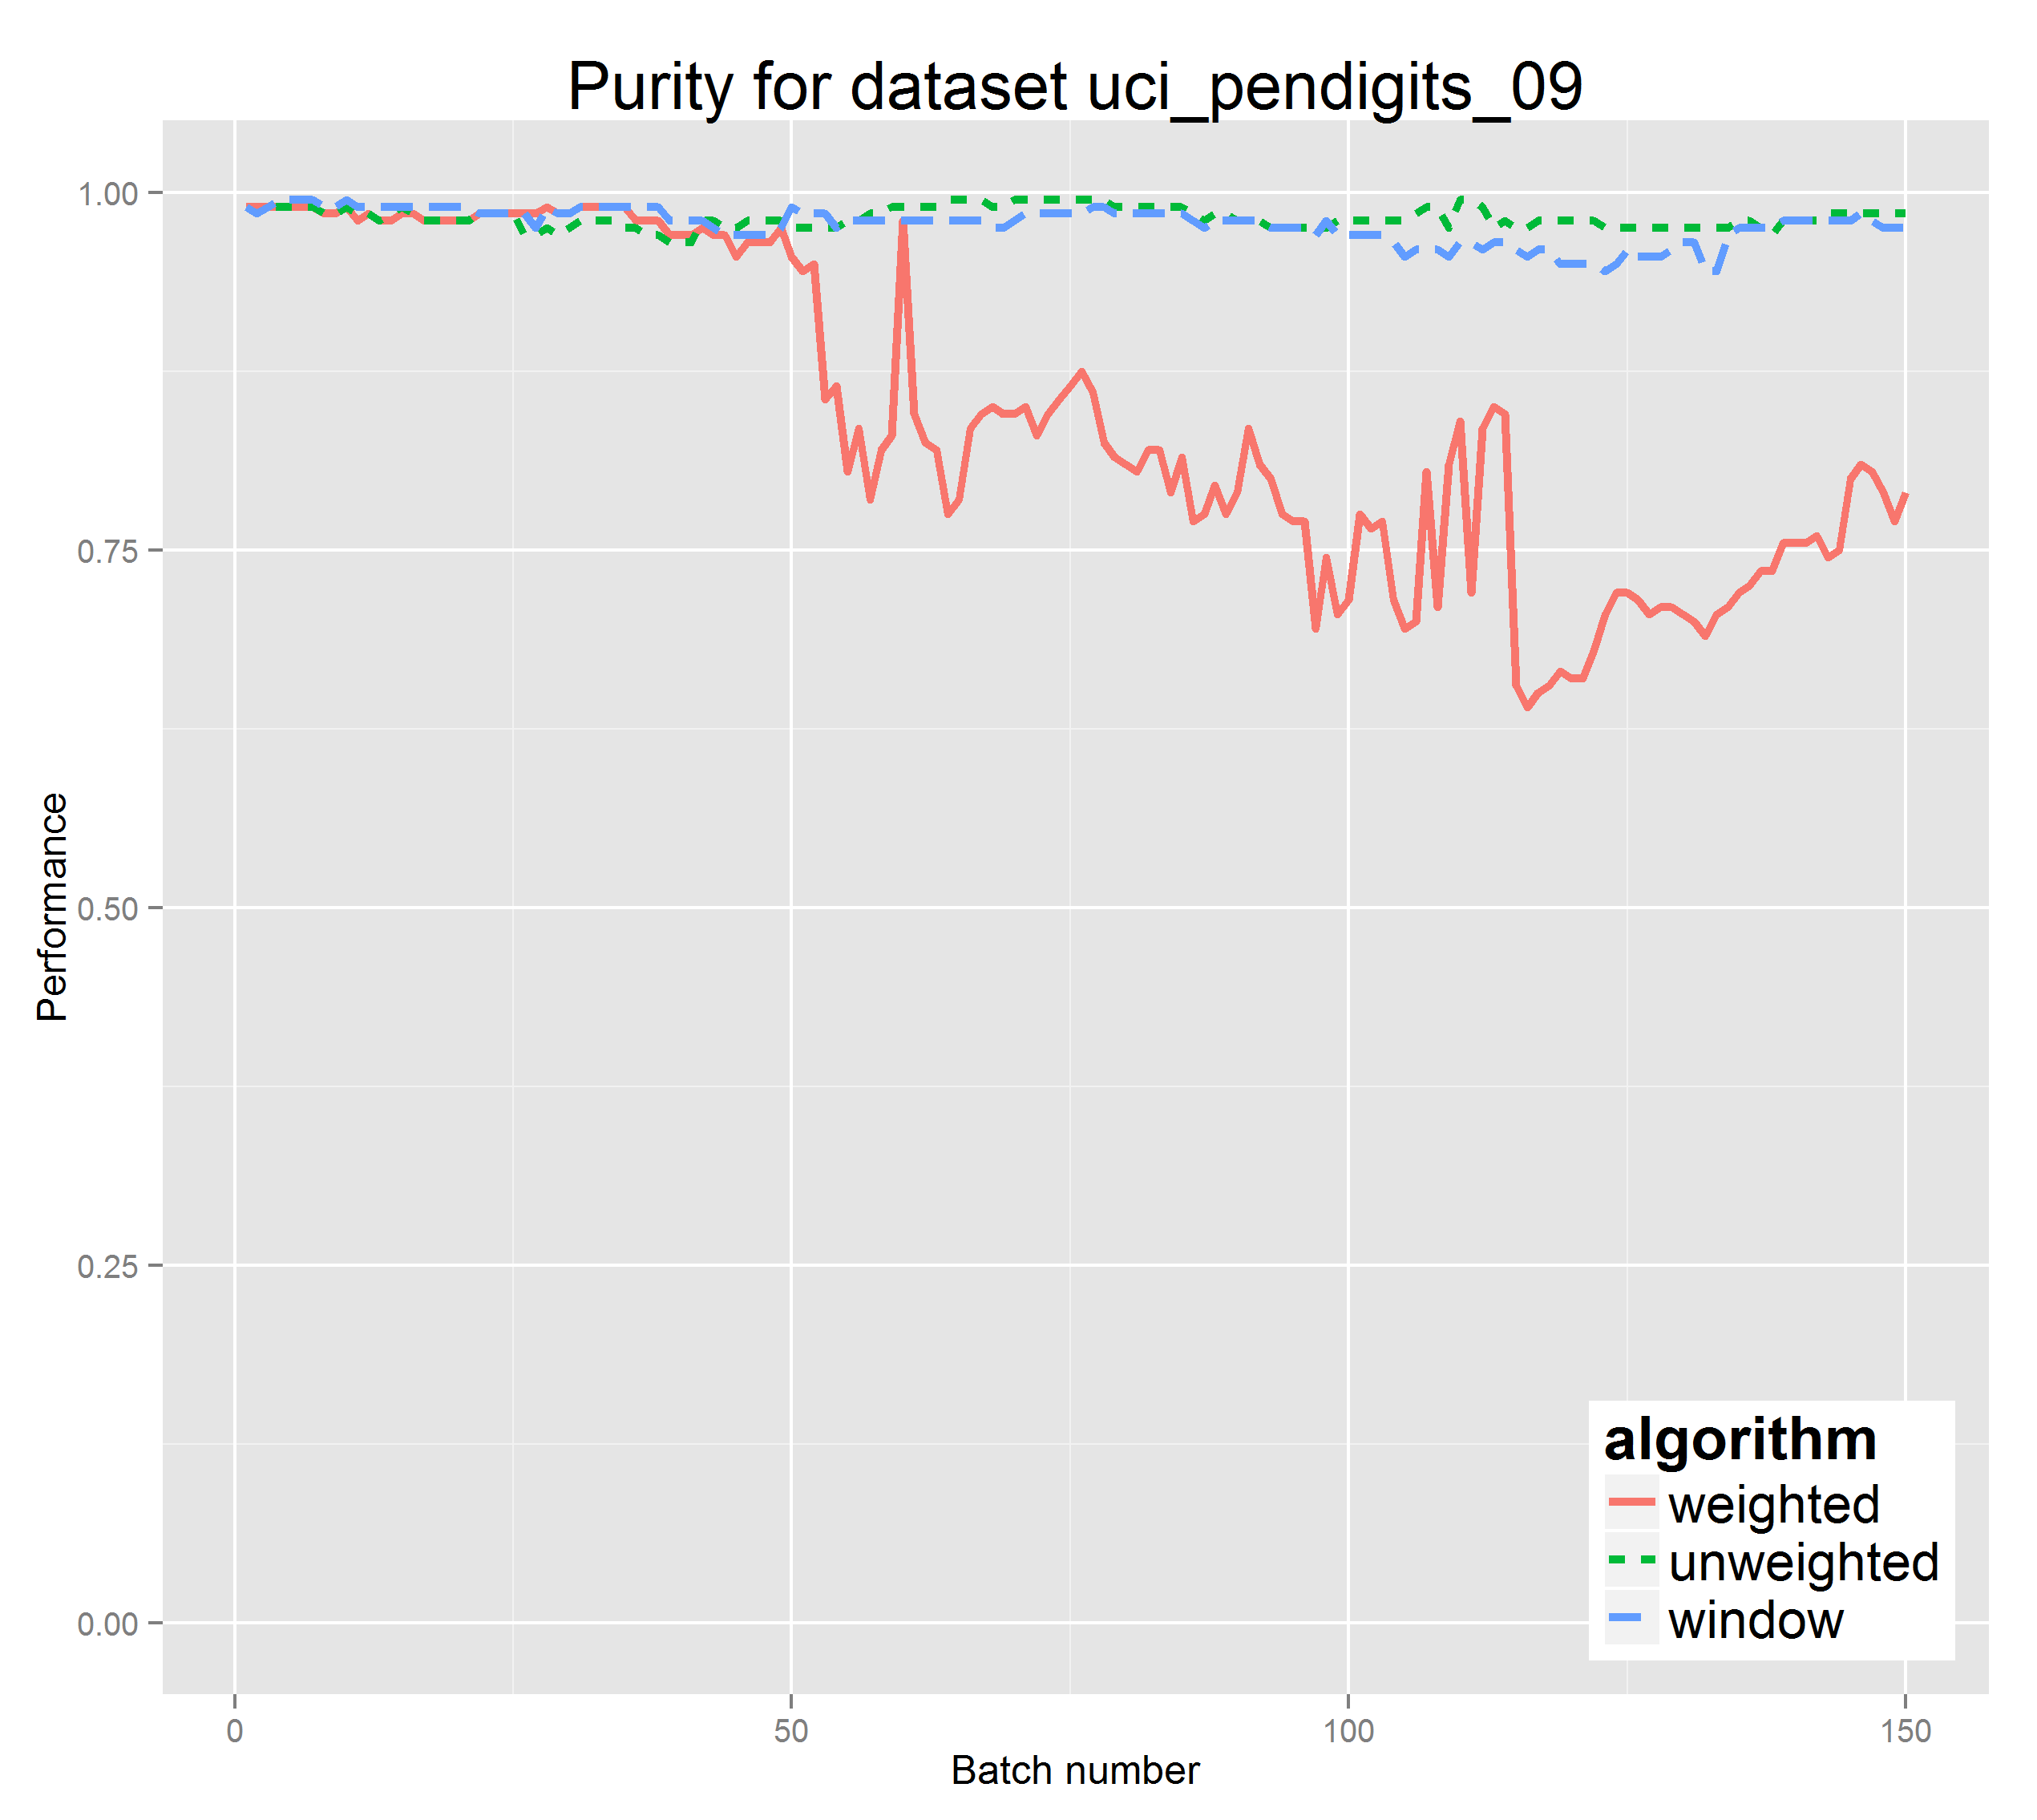 Purity for dataset uci_pendigits_09
1.00
0.75
0.50
0.25
0.00
Performance
0
50
100
150
Batch number
algorithm
weighted
unweighted
window